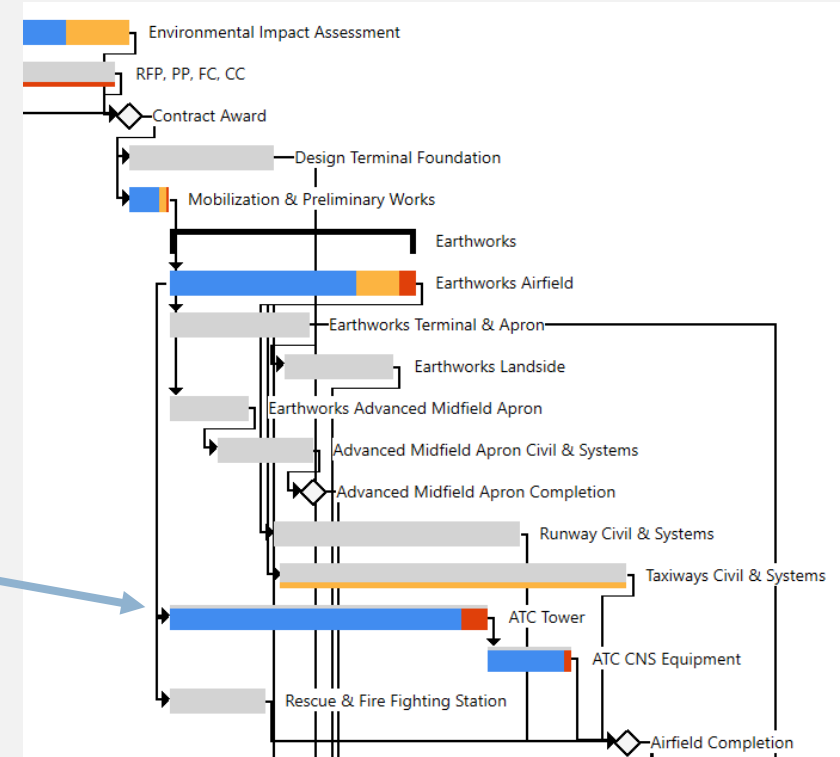 Environmental Impact Assessment
RFP, PP, FC, CC
Contract Award
Design Terminal Foundation
Mobilization & Preliminary Works
Earthworks
Earthworks Airfield
Earthworks Terminal & Apron
Earthworks Landside
Earthworks Advanced Midfield Apron
Advanced Midfield Apron Civil & Systems
Advanced Midfield Apron Completion
Runway Civil & Systems
Taxiways Civil & Systems
ATC Tower
ATC CNS Equipment
Rescue & Fire Fighting Station
Airfield Completion